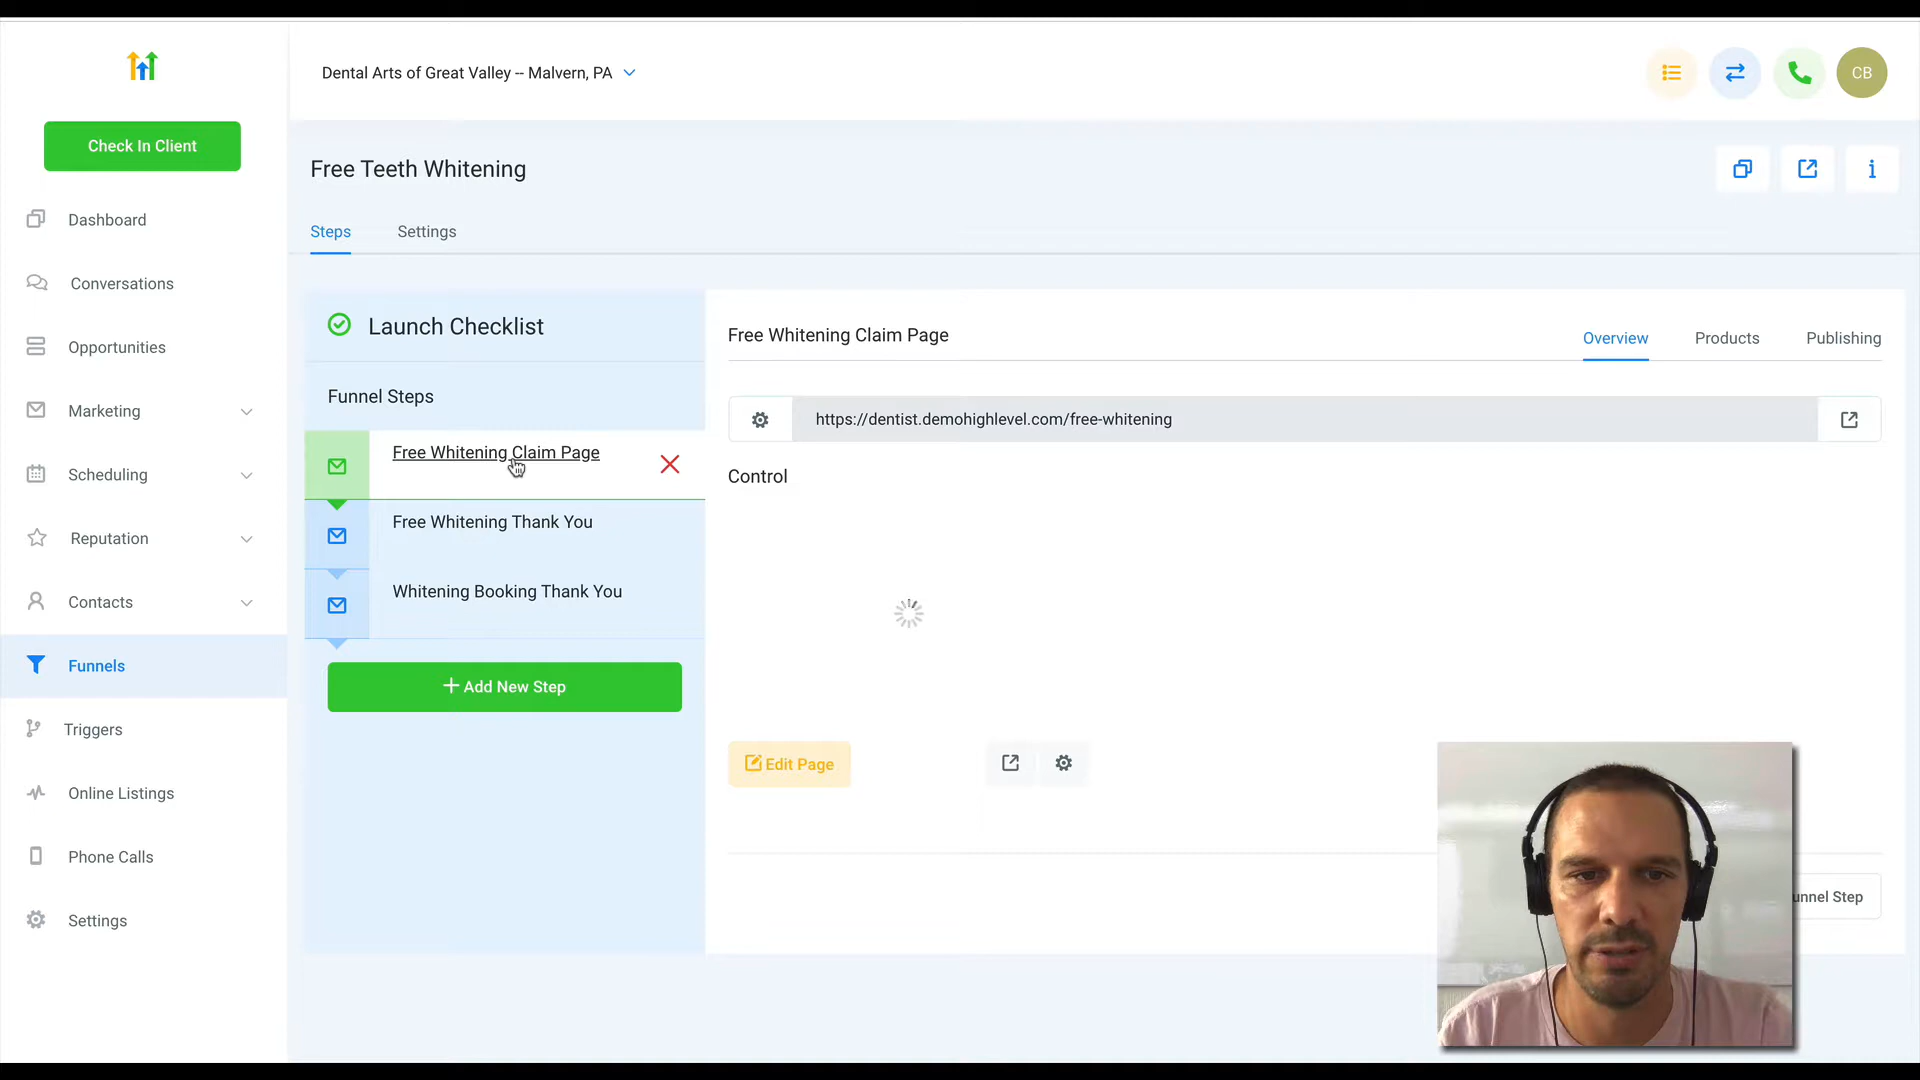 Dental Arts of Great Valley -- Malvern, PA
CB
Check In Client
Dashboard
Conversations
Opportunities
Marketing
Scheduling
Reputation
Contacts
Funnels
Triggers
Online Listings
Phone Calls
Settings
Free Teeth Whitening
i
Steps
Settings
Launch Checklist
Funnel Steps
Free Whitening Claim Page
Free Whitening Thank You
Whitening Booking Thank You
+ Add New Step
Free Whitening Claim Page
Overview
Products
Publishing
https://dentist.demohighlevel.com/free-whitening
Control
Edit Page
Step